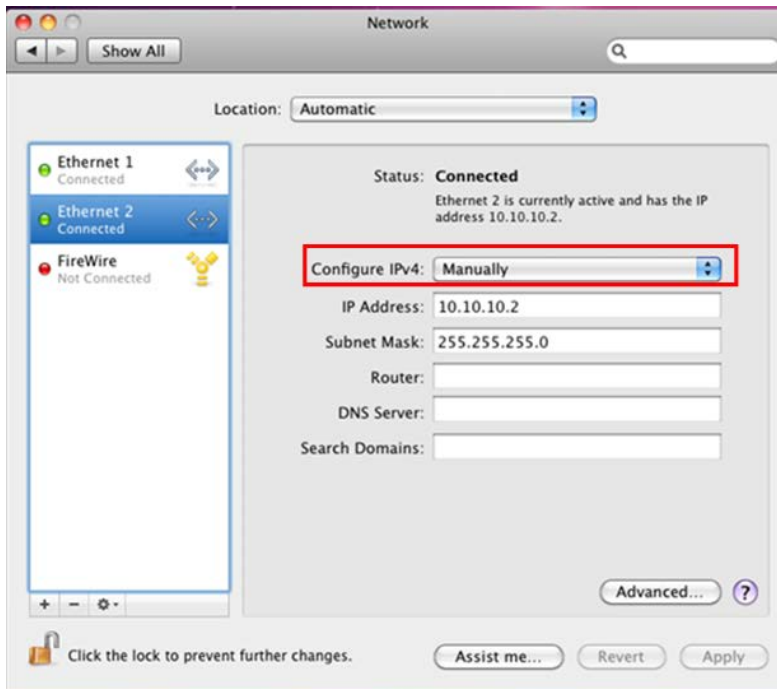 Network
Show All
Location: Automatic
Ethernet 1
Connected
Ethernet 2
Connected
FireWire
Not Connected
Status: Connected
Ethernet 2 is currently active and has the IP
address 10.10.10.2.
Configure IPv4: Manually
IP Address: 10.10.10.2
Subnet Mask: 255.255.255.0
Router:
DNS Server:
Search Domains:
Advanced... ?
+ -
Click the lock to prevent further changes.
Assist me... Revert Apply